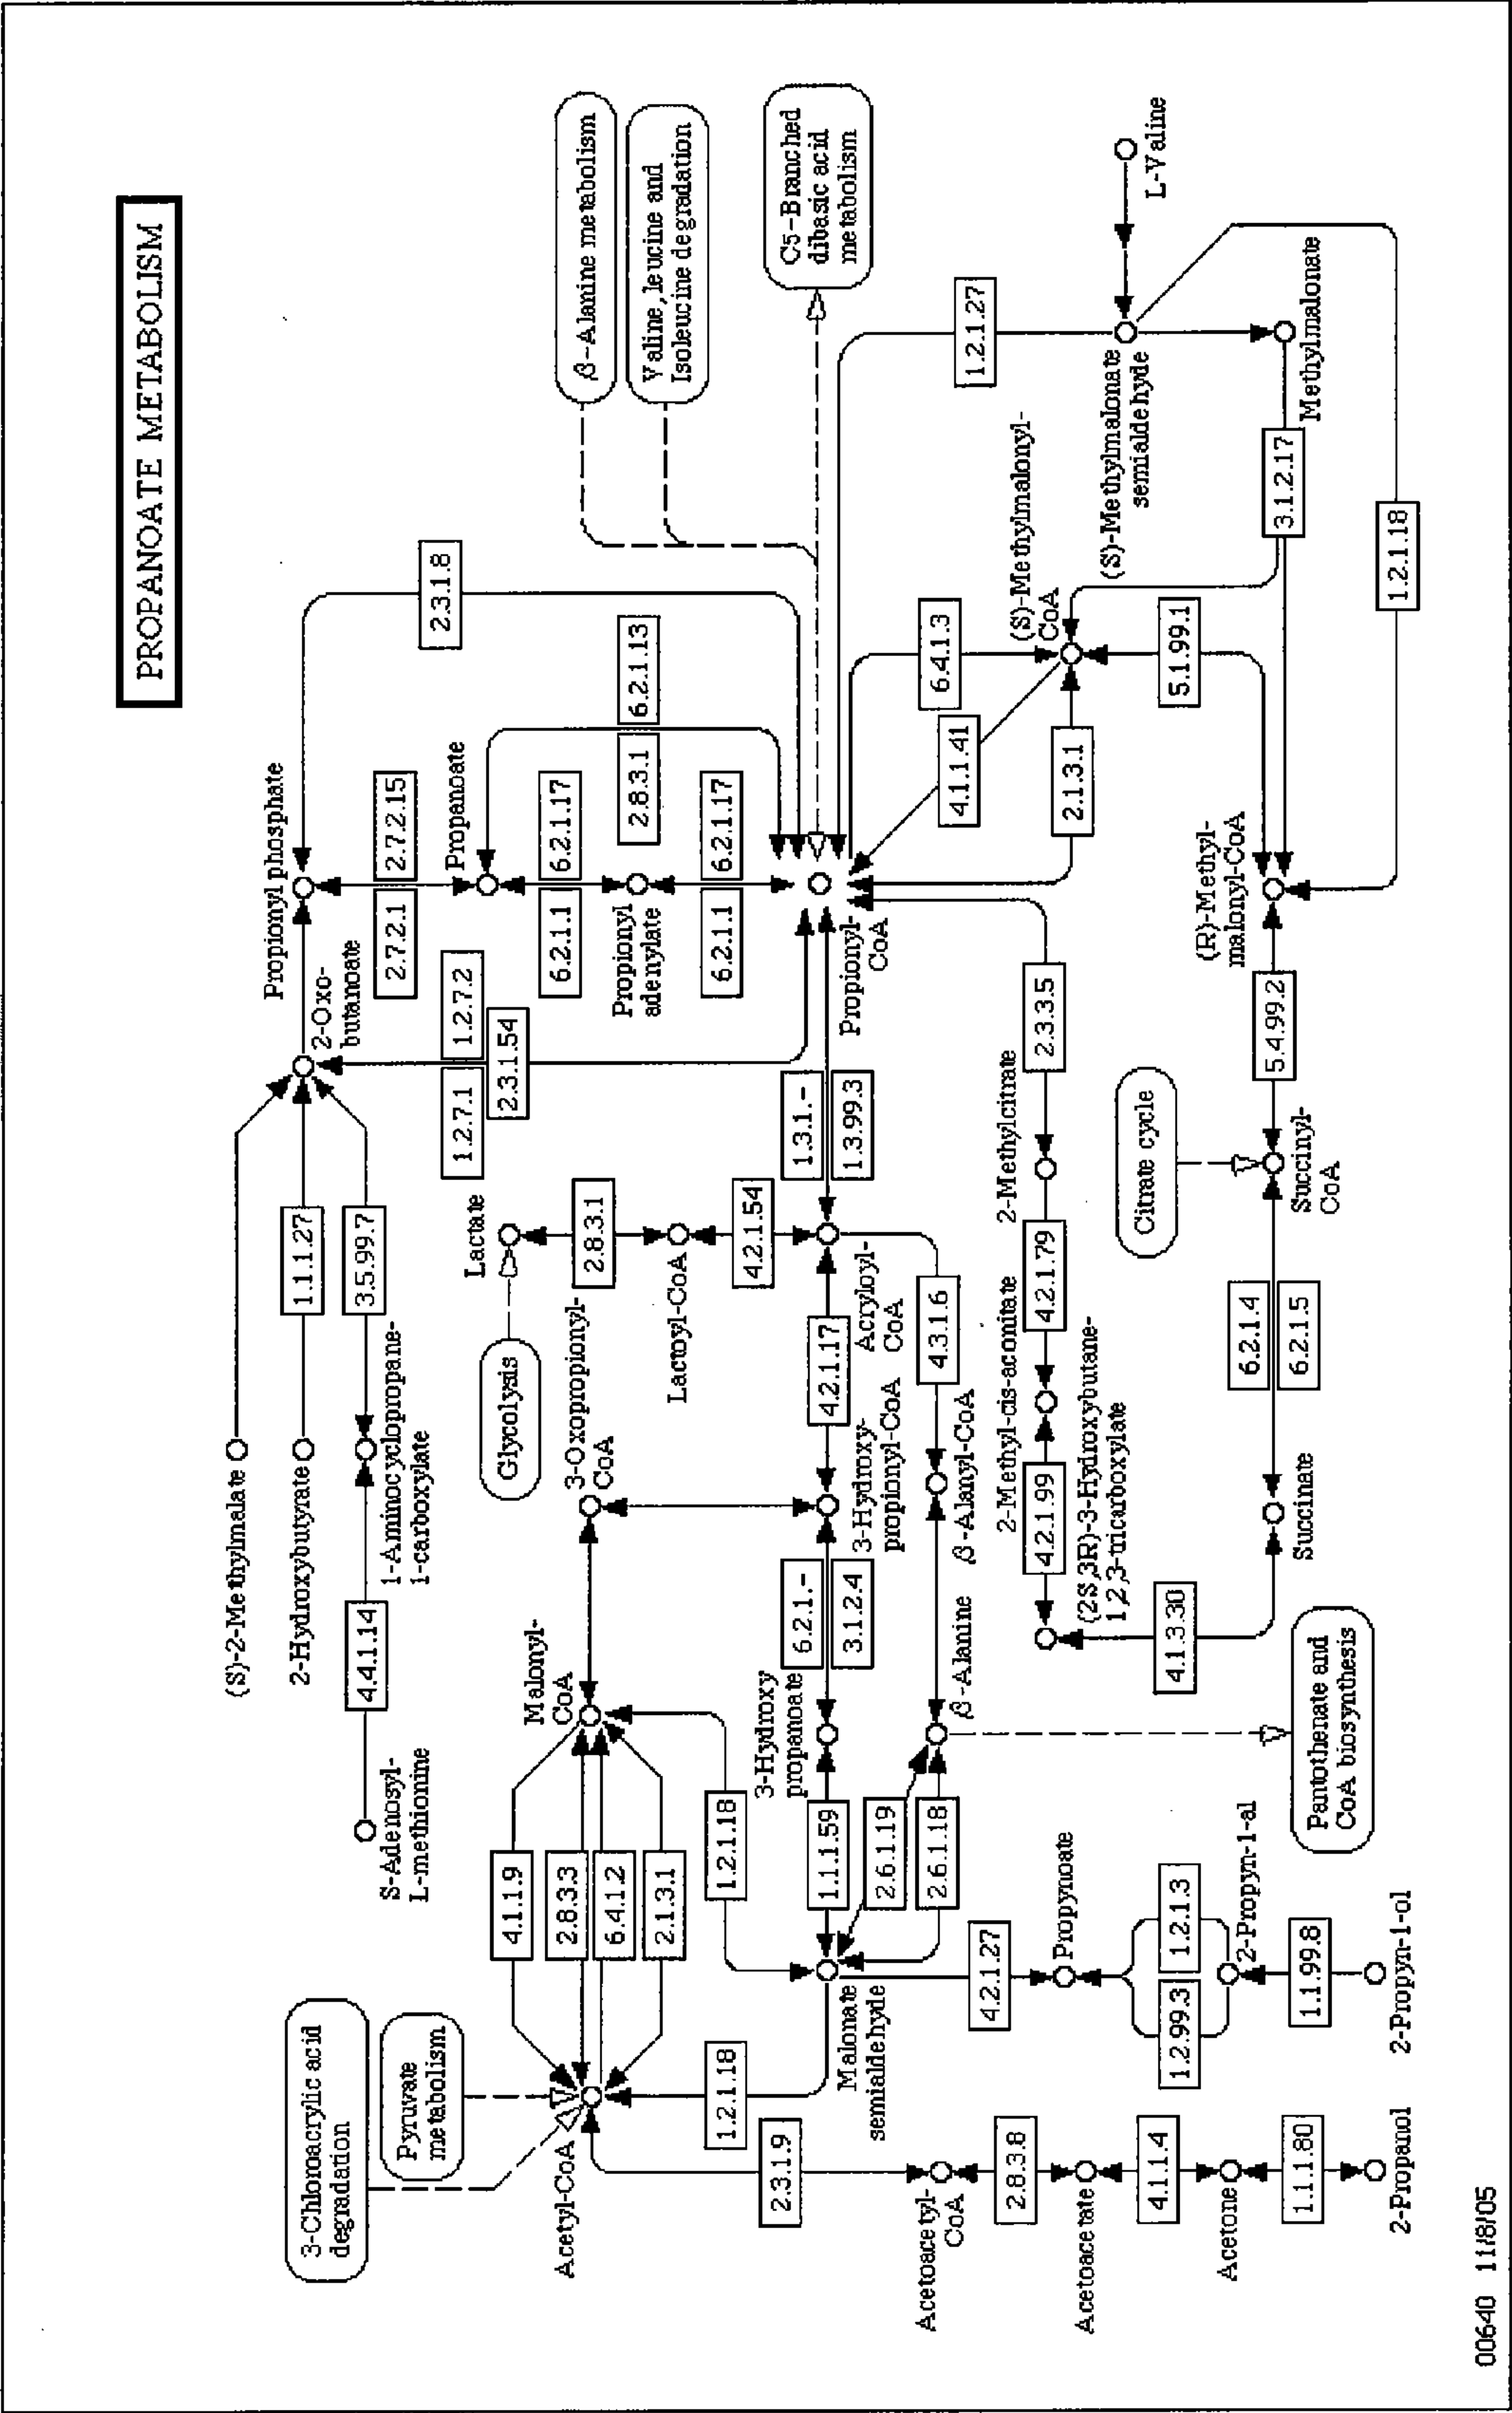 PROPANOATE METABOLISM
3-Chloroacrylic acid
degradation
Pyruvate
metabolism
Acetyl-CoA
(S)-2-Methylmalate
2-Hydroxybutyrate
1.1.1.27
S-Adenosyl-
L-methionine
4.4.1.14
1-Aminocyclopropane-
1-carboxylate
3.5.99.7
2-Oxo-
butanoate
Propionyl phosphate
2.3.1.8
2.7.2.1
2.7.2.15
Propanoate
1.2.7.1
1.2.7.2
2.3.1.54
6.2.1.1
6.2.1.17
2.8.3.1
6.2.1.13
Propionyl
adenylate
6.2.1.1
6.2.1.17
β-Alanine metabolism
Valine, leucine and
Isoleucine degradation
C5-Branched
dibasic acid
metabolism
4.1.1.9
2.8.3.3
6.4.1.2
2.1.3.1
Malonyl-
CoA
3-Oxopropionyl-
CoA
Glycolysis
Lactate
2.8.3.1
Lactoyl-CoA
4.2.1.54
1.2.1.18
1.2.1.18
2.3.1.9
Malonate
semialdehyde
1.1.1.59
3-Hydroxy
propanoate
6.2.1.-
3.1.2.4
3-Hydroxy-
propionyl-CoA
4.2.1.17
Acryloyl-
CoA
1.3.1.-
1.3.99.3
Propionyl-
CoA
2.6.1.19
2.6.1.18
β-Alanine
β-Alanyl-CoA
4.3.1.6
Acetoacetyl-
CoA
2.8.3.8
Acetoacetate
4.1.1.4
Acetone
1.1.1.80
2-Propanol
4.2.1.27
Propynoate
1.2.99.3
1.2.1.3
2-Propyn-1-al
1.1.99.8
2-Propyn-1-ol
Pantothenate and
CoA biosynthesis
2-Methyl-cis-aconitate
2-Methylcitrate
4.2.1.99
4.2.1.79
2.3.3.5
(2S,3R)-3-Hydroxybutane-
1,2,3-tricarboxylate
4.1.3.30
Succinate
6.2.1.4
6.2.1.5
Citrate cycle
Succinyl-
CoA
5.4.99.2
(R)-Methyl-
malonyl-CoA
6.4.1.3
4.1.1.41
2.1.3.1
(S)-Methylmalonyl-
CoA
5.1.99.1
1.2.1.27
(S)-Methylmalonate
semialdehyde
L-Valine
Methylmalonate
3.1.2.17
1.2.1.18
00640 11/8/05